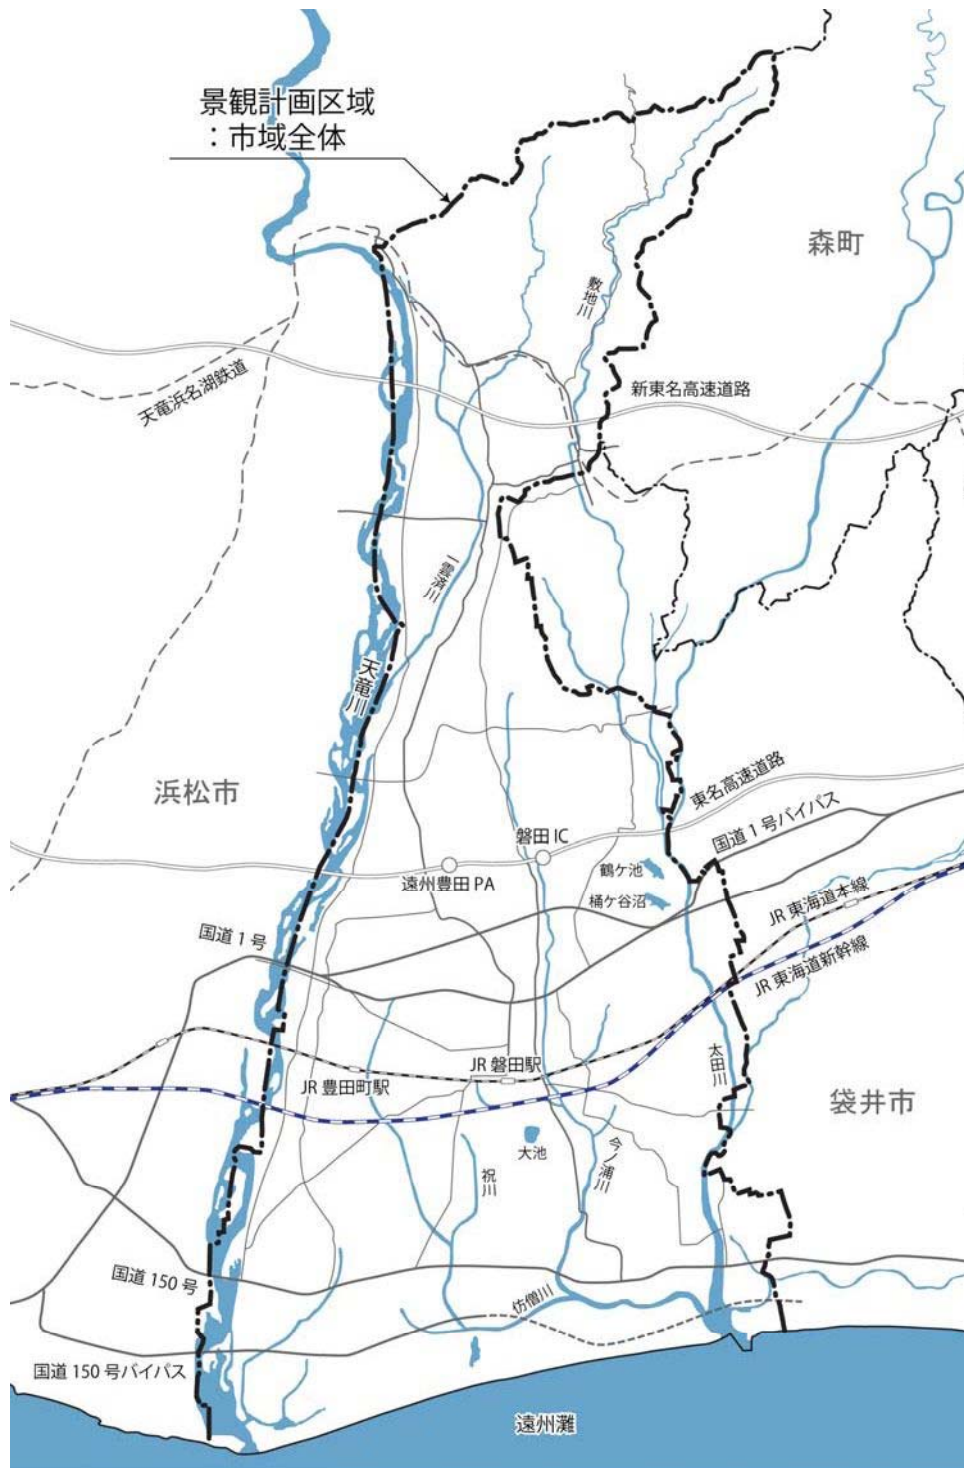 景観計画区域
：市域全体
森町
敷地川
天竜浜名湖鉄道
新東名高速道路
一雲済川
天竜川
浜松市
東名高速道路
国道1号バイパス
磐田IC
遠州豊田PA
鶴ケ池
桶ケ谷沼
国道1号
JR東海道本線
JR東海道新幹線
JR磐田駅
JR豊田町駅
太田川
袋井市
大池
祝川
今ノ浦川
国道150号
仿僧川
国道150号バイパス
遠州灘